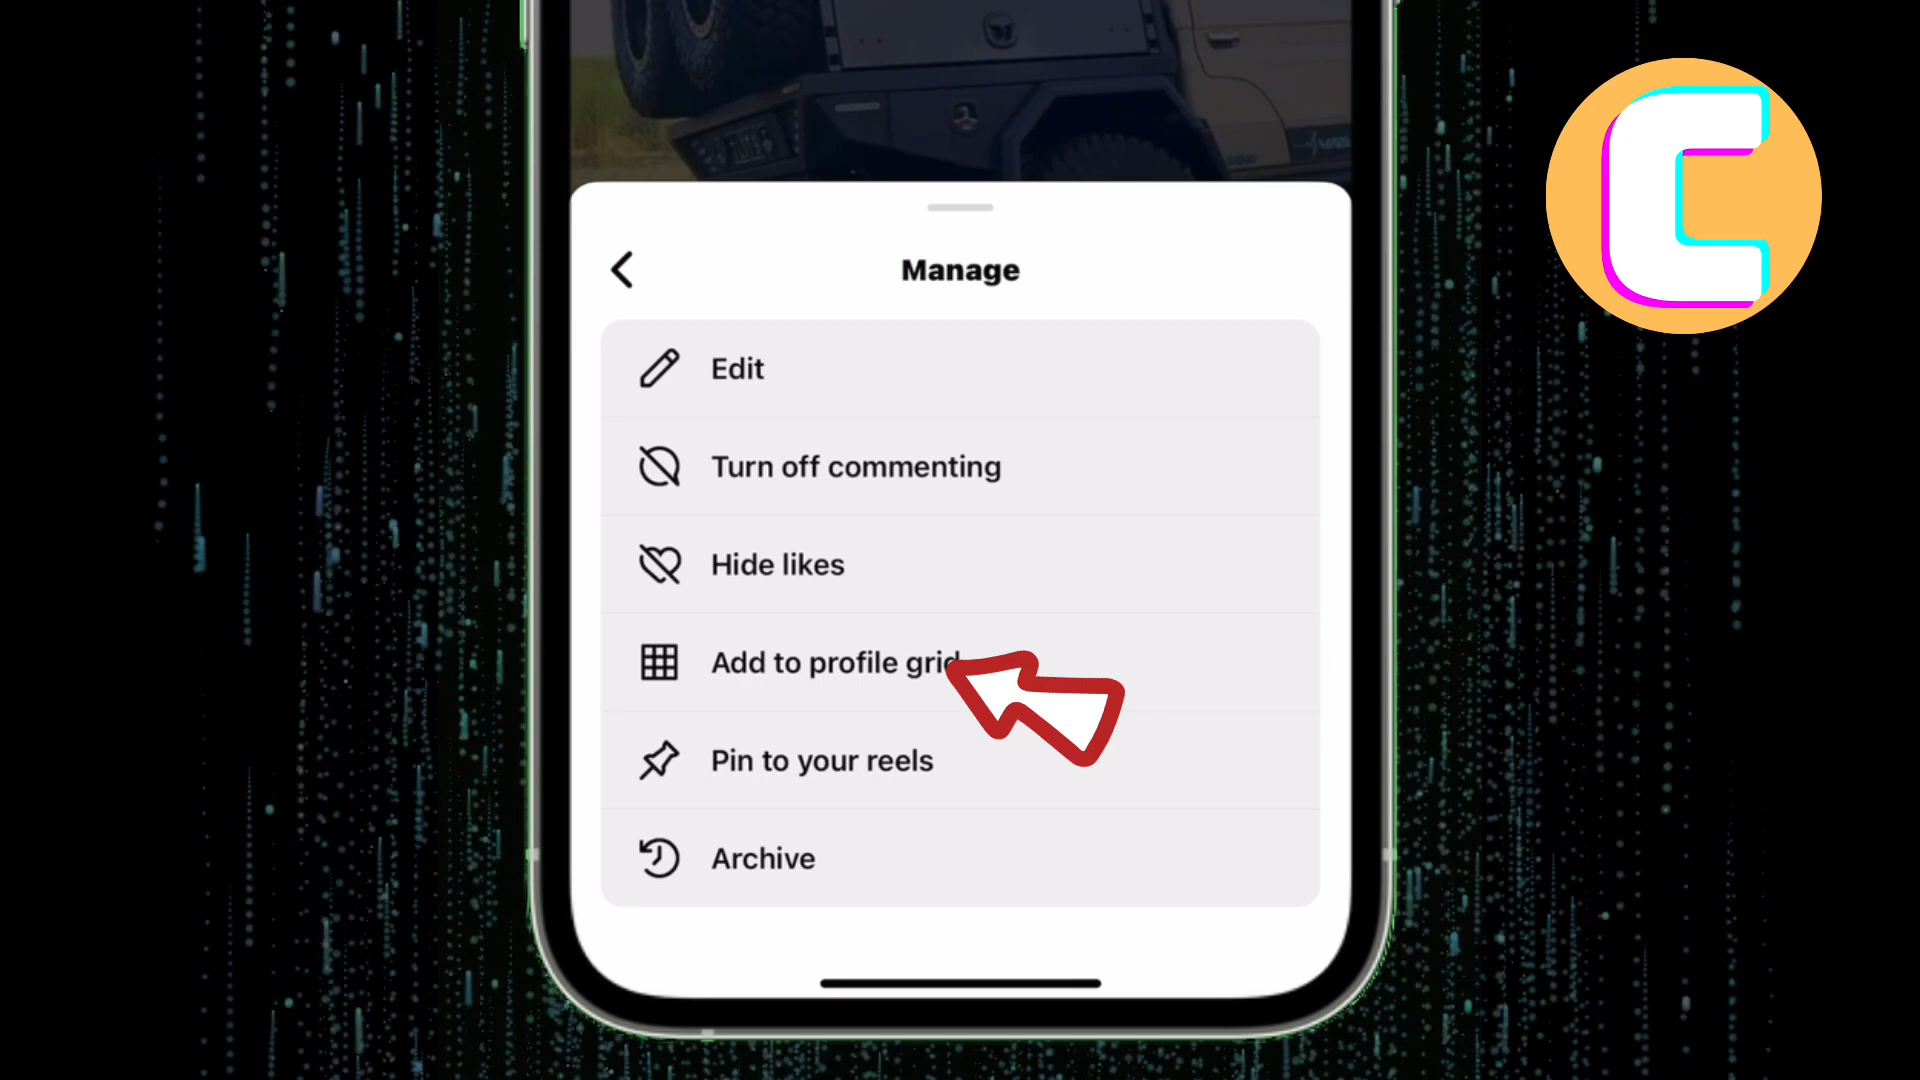 C
Manage
Edit
Turn off commenting
Hide likes
Add to profile grid
Pin to your reels
Archive